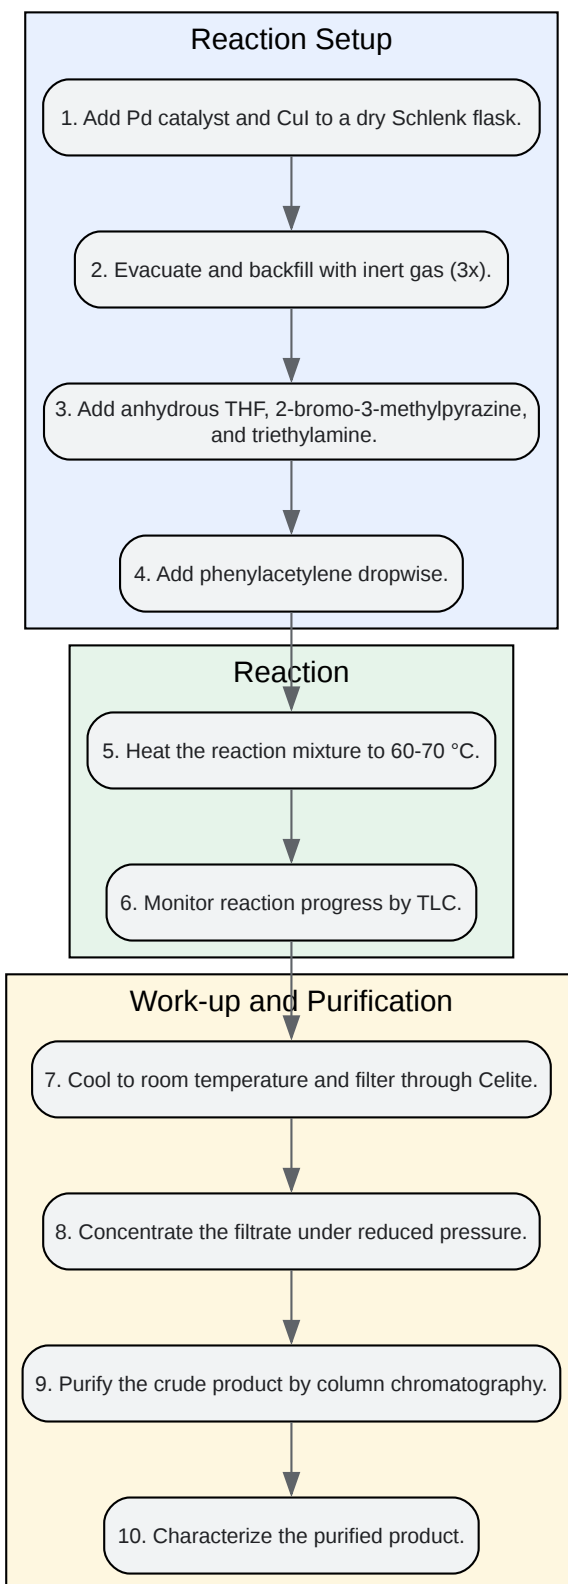 Reaction Setup
1. Add Pd catalyst and CuI to a dry Schlenk flask.
2. Evacuate and backfill with inert gas (3x).
3. Add anhydrous THF, 2-bromo-3-methylpyrazine,
and triethylamine.
4. Add phenylacetylene dropwise.
Reaction
5. Heat the reaction mixture to 60-70 °C.
6. Monitor reaction progress by TLC.
Work-up and Purification
7. Cool to room temperature and filter through Celite.
8. Concentrate the filtrate under reduced pressure.
9. Purify the crude product by column chromatography.
10. Characterize the purified product.